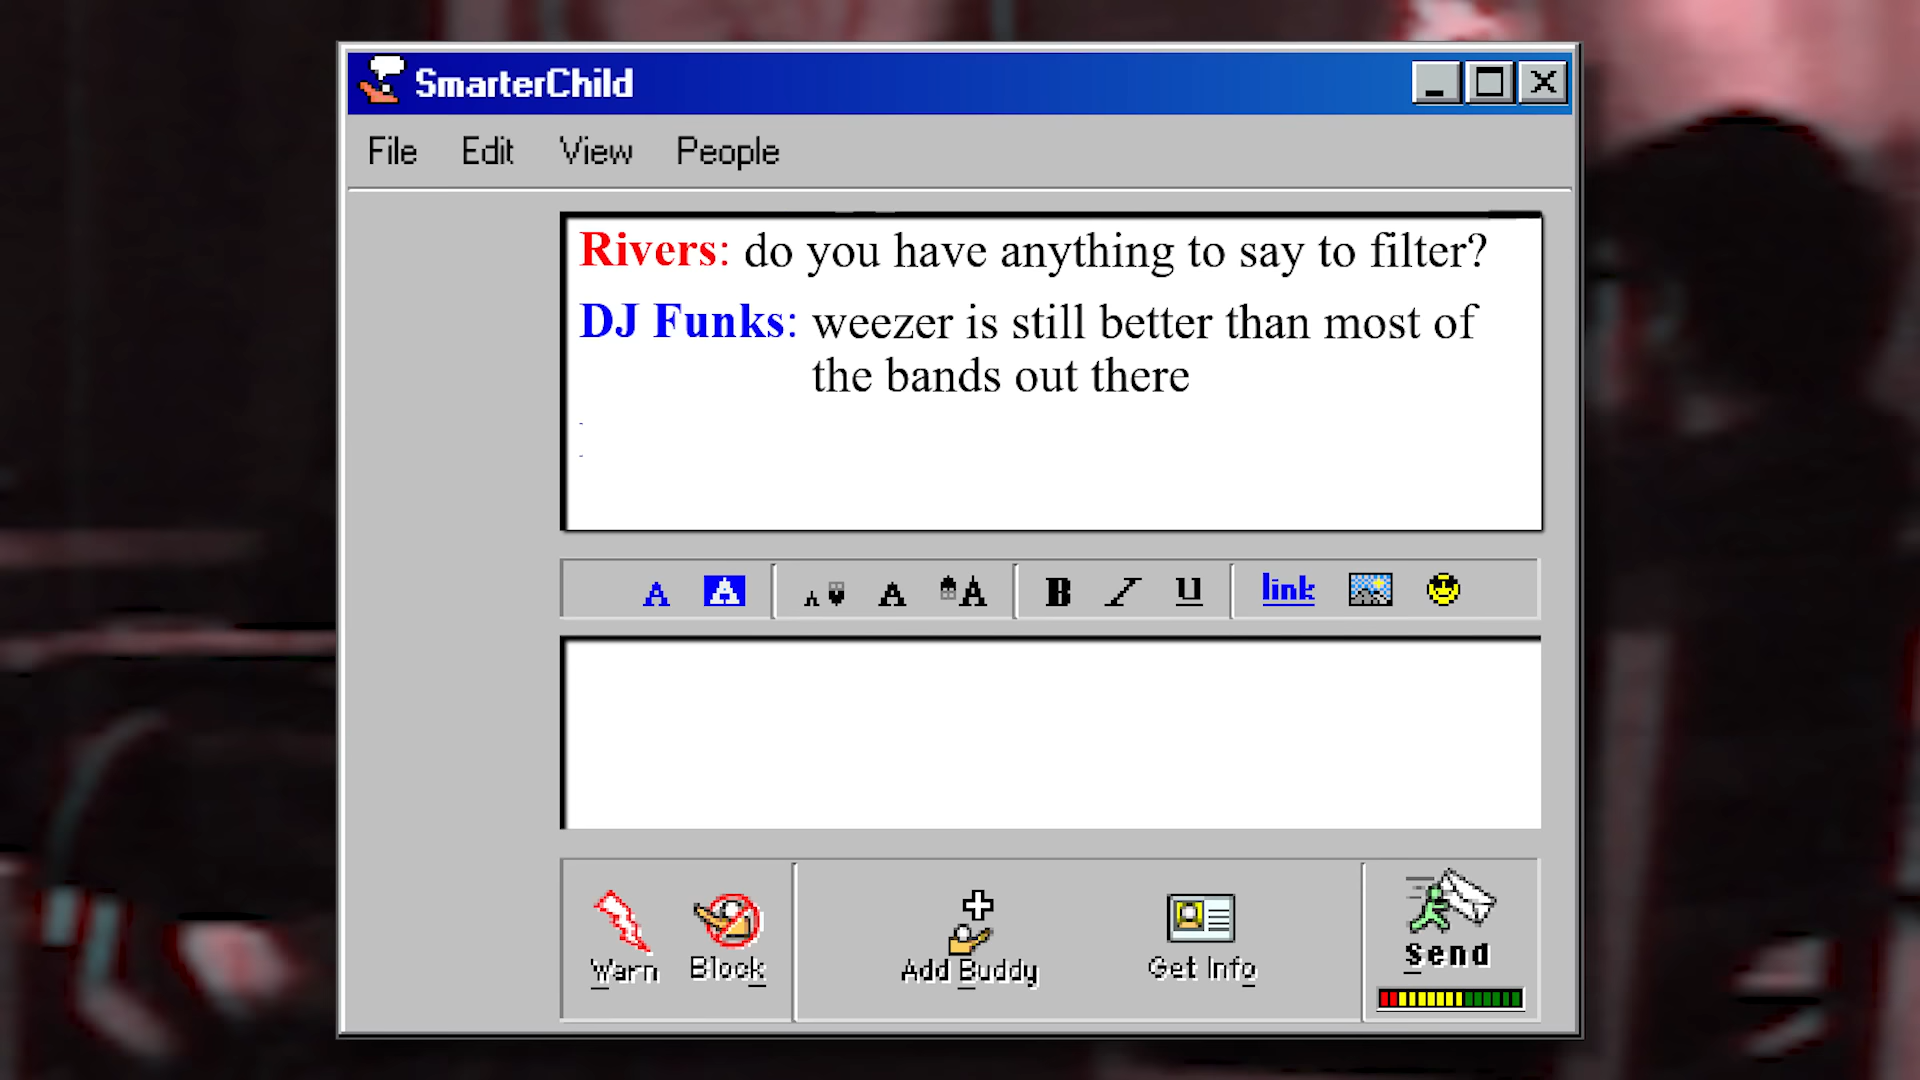 SmarterChild
File Edit View People
Rivers: do you have anything to say to filter?
DJ Funks: weezer is still better than most of
the bands out there
A A A A A B I U link
Warn Block Add Buddy Get Info Send